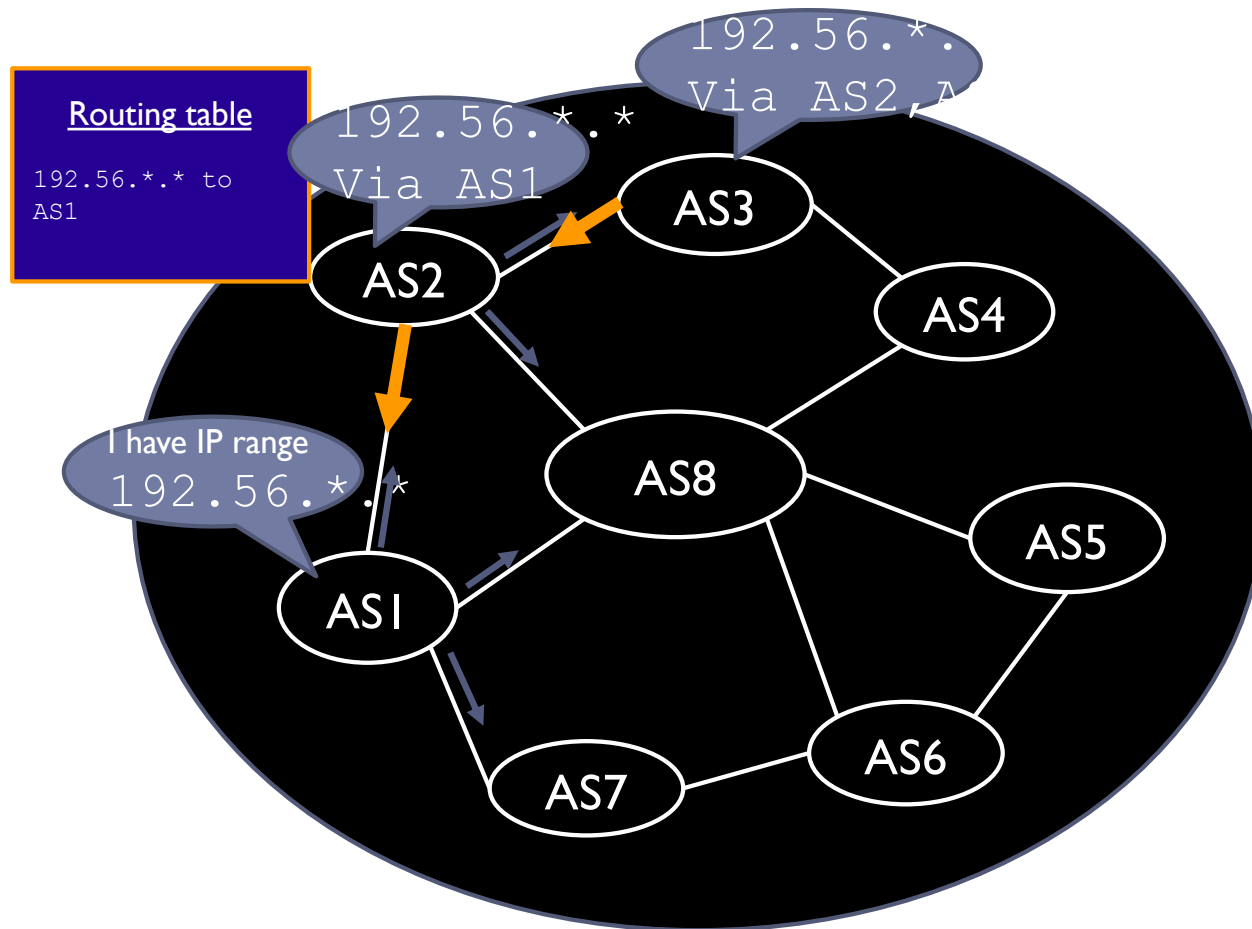 192.56.*.
Via AS2,A
Routing table
192.56.*.* to
AS1
192.56.*.*
Via AS1
AS3
AS2
AS4
I have IP range
192.56.*.*
AS8
AS5
AS1
AS6
AS7